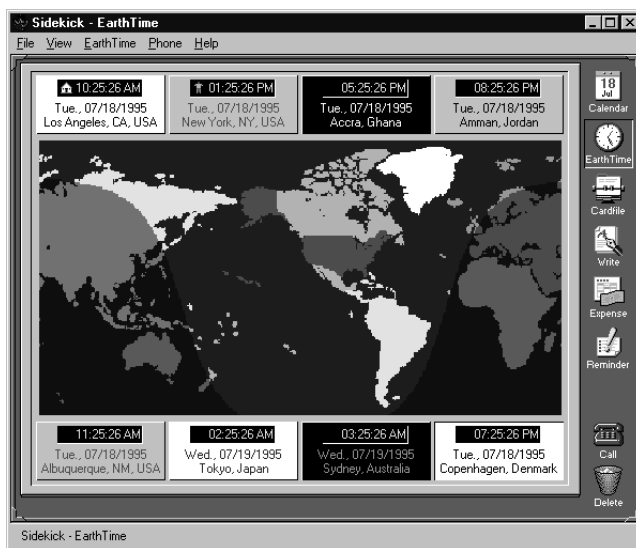 Sidekick - EarthTime
File View EarthTime Phone Help
10:25:26 AM
Tue., 07/18/1995
Los Angeles, CA, USA
01:25:26 PM
Tue., 07/18/1995
New York, NY, USA
05:25:26 PM
Tue., 07/18/1995
Accra, Ghana
08:25:26 PM
Tue., 07/18/1995
Amman, Jordan
18
Jul
Calendar
EarthTime
Cardfile
Write
Expense
Reminder
Call
Delete
11:25:26 AM
Tue., 07/18/1995
Albuquerque, NM, USA
02:25:26 AM
Wed., 07/19/1995
Tokyo, Japan
03:25:26 AM
Wed., 07/19/1995
Sydney, Australia
07:25:26 PM
Tue., 07/18/1995
Copenhagen, Denmark
Sidekick - EarthTime